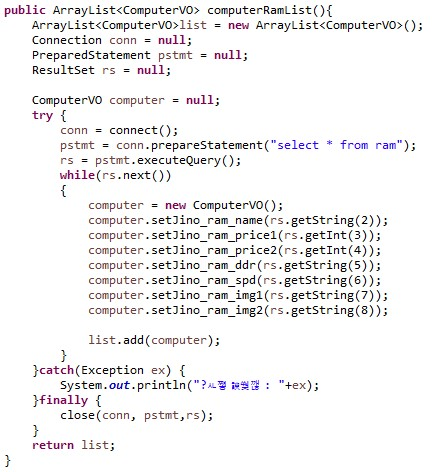 public ArrayList<ComputerVO> computerRamList(){
    ArrayList<ComputerVO>list = new ArrayList<ComputerVO>();
    Connection conn = null;
    PreparedStatement pstmt = null;
    ResultSet rs = null;

    ComputerVO computer = null;
    try {
        conn = connect();
        pstmt = conn.prepareStatement("select * from ram");
        rs = pstmt.executeQuery();
        while(rs.next())
        {
            computer = new ComputerVO();
            computer.setJino_ram_name(rs.getString(2));
            computer.setJino_ram_price1(rs.getInt(3));
            computer.setJino_ram_price2(rs.getInt(4));
            computer.setJino_ram_ddr(rs.getString(5));
            computer.setJino_ram_spd(rs.getString(6));
            computer.setJino_ram_img1(rs.getString(7));
            computer.setJino_ram_img2(rs.getString(8));

            list.add(computer);
        }
    }catch(Exception ex) {
        System.out.println(" : "+ex);
    }finally {
        close(conn, pstmt,rs);
    }
    return list;
}